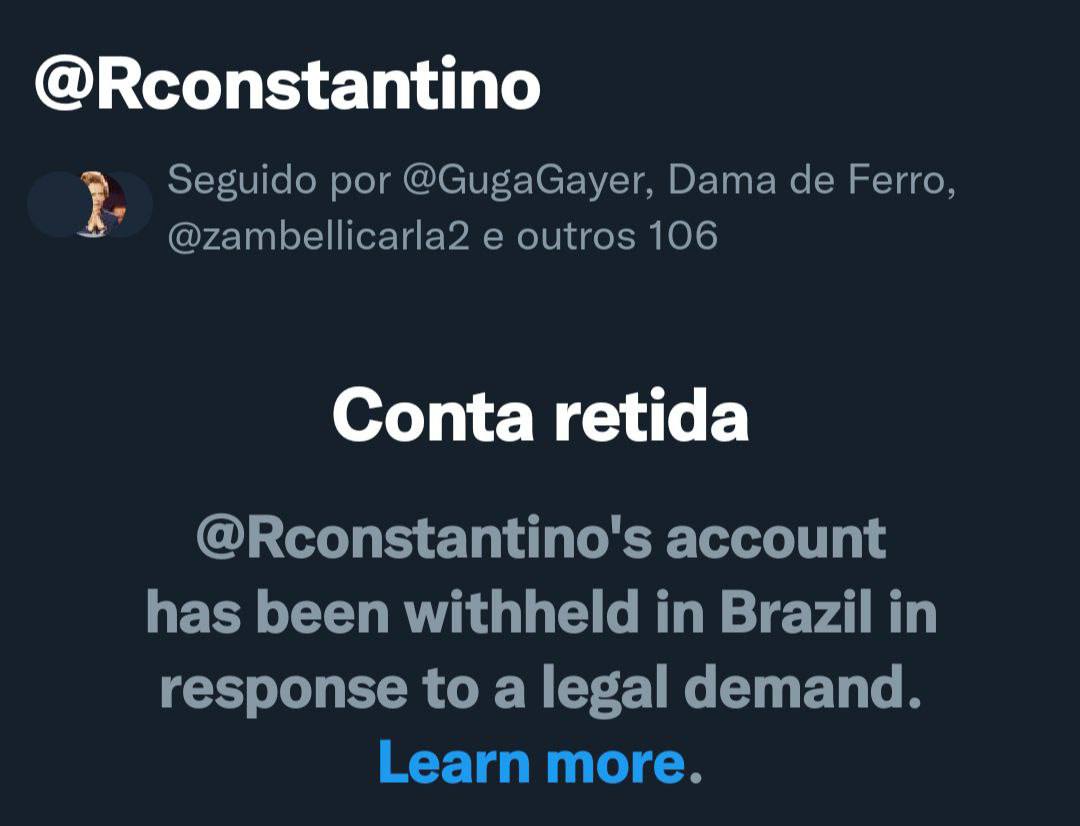 @Rconstantino
Seguido por @GugaGayer, Dama de Ferro,
@zambellicarla2 e outros 106
Conta retida
@Rconstantino's account
has been withheld in Brazil in
response to a legal demand.
Learn more.